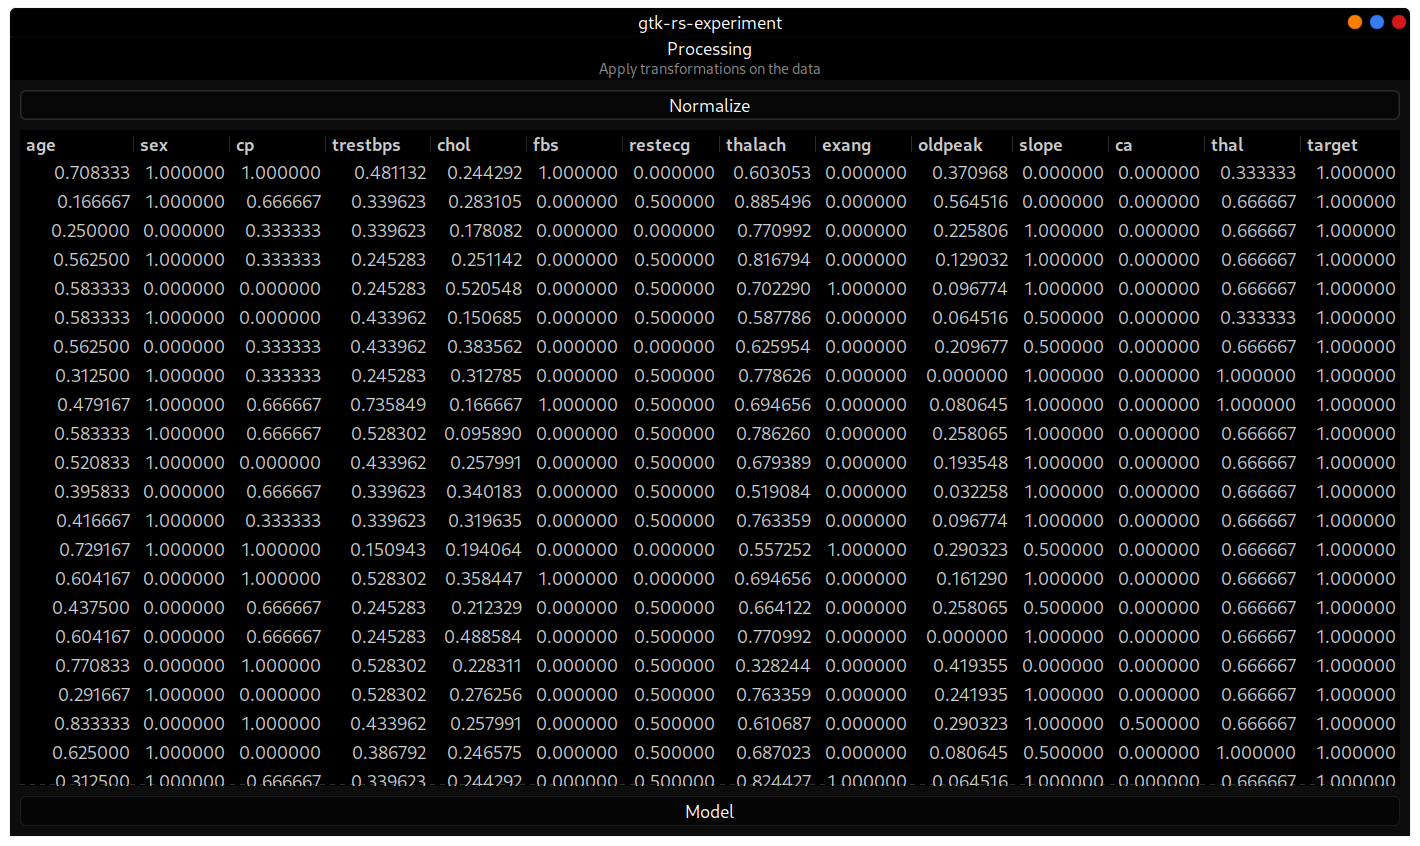 gtk-rs-experiment
Processing
Apply transformations on the data
Normalize
age sex cp trestbps chol fbs restecg thalach exang oldpeak slope ca thal target
0.708333 1.000000 1.000000 0.481132 0.244292 1.000000 0.000000 0.603053 0.000000 0.370968 0.000000 0.000000 0.333333 1.000000
0.166667 1.000000 0.666667 0.339623 0.283105 0.000000 0.500000 0.885496 0.000000 0.564516 0.000000 0.000000 0.666667 1.000000
0.250000 0.000000 0.333333 0.339623 0.178082 0.000000 0.000000 0.770992 0.000000 0.225806 1.000000 0.000000 0.666667 1.000000
0.562500 1.000000 0.333333 0.245283 0.251142 0.000000 0.500000 0.816794 0.000000 0.129032 1.000000 0.000000 0.666667 1.000000
0.583333 0.000000 0.000000 0.245283 0.520548 0.000000 0.500000 0.702290 1.000000 0.096774 1.000000 0.000000 0.666667 1.000000
0.583333 1.000000 0.000000 0.433962 0.150685 0.000000 0.500000 0.587786 0.000000 0.064516 0.500000 0.000000 0.333333 1.000000
0.562500 0.000000 0.333333 0.433962 0.383562 0.000000 0.000000 0.625954 0.000000 0.209677 0.500000 0.000000 0.666667 1.000000
0.312500 1.000000 0.333333 0.245283 0.312785 0.000000 0.500000 0.778626 0.000000 0.000000 1.000000 0.000000 1.000000 1.000000
0.479167 1.000000 0.666667 0.735849 0.166667 1.000000 0.500000 0.694656 0.000000 0.080645 1.000000 0.000000 1.000000 1.000000
0.583333 1.000000 0.666667 0.528302 0.095890 0.000000 0.500000 0.786260 0.000000 0.258065 1.000000 0.000000 0.666667 1.000000
0.520833 1.000000 0.000000 0.433962 0.257991 0.000000 0.500000 0.679389 0.000000 0.193548 1.000000 0.000000 0.666667 1.000000
0.395833 0.000000 0.666667 0.339623 0.340183 0.000000 0.500000 0.519084 0.000000 0.032258 1.000000 0.000000 0.666667 1.000000
0.416667 1.000000 0.333333 0.339623 0.319635 0.000000 0.500000 0.763359 0.000000 0.096774 1.000000 0.000000 0.666667 1.000000
0.729167 1.000000 1.000000 0.150943 0.194064 0.000000 0.000000 0.557252 1.000000 0.290323 0.500000 0.000000 0.666667 1.000000
0.604167 0.000000 1.000000 0.528302 0.358447 1.000000 0.000000 0.694656 0.000000 0.161290 1.000000 0.000000 0.666667 1.000000
0.437500 0.000000 0.666667 0.245283 0.212329 0.000000 0.500000 0.664122 0.000000 0.258065 0.500000 0.000000 0.666667 1.000000
0.604167 0.000000 0.666667 0.245283 0.488584 0.000000 0.500000 0.770992 0.000000 0.000000 1.000000 0.000000 0.666667 1.000000
0.770833 0.000000 1.000000 0.528302 0.228311 0.000000 0.500000 0.328244 0.000000 0.419355 0.000000 0.000000 0.666667 1.000000
0.291667 1.000000 0.000000 0.528302 0.276256 0.000000 0.500000 0.763359 0.000000 0.241935 1.000000 0.000000 0.666667 1.000000
0.833333 0.000000 1.000000 0.433962 0.257991 0.000000 0.500000 0.610687 0.000000 0.290323 1.000000 0.500000 0.666667 1.000000
0.625000 1.000000 0.000000 0.386792 0.246575 0.000000 0.500000 0.687023 0.000000 0.080645 0.500000 0.000000 1.000000 1.000000
0.312500 1.000000 0.666667 0.339623 0.244292 0.000000 0.500000 0.824427 1.000000 0.064516 1.000000 0.000000 0.666667 1.000000
Model